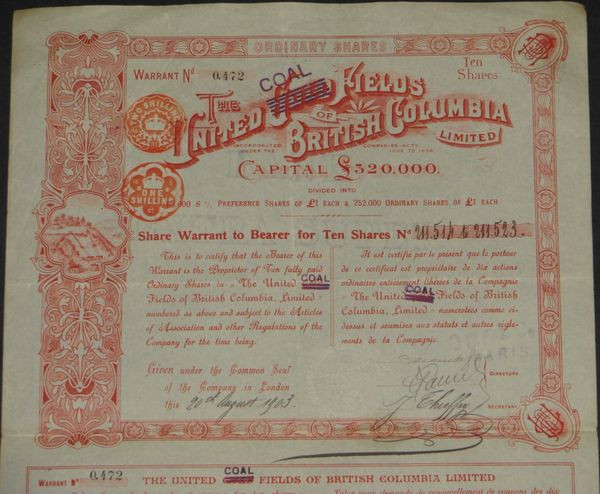 ORDINARY SHARES
WARRANT No 0.472
Ten Shares
TWO SHILLINGS
ONE SHILLING
COAL
THE UNITED GOLD FIELDS
OF
BRITISH COLUMBIA
INCORPORATED UNDER THE COMPANIES ACTS
LIMITED
CAPITAL £320,000.
DIVIDED INTO
000 6% PREFERENCE SHARES OF £1 EACH & 252.000 ORDINARY SHARES OF £1 EACH
Share Warrant to Bearer for Ten Shares No 211514 to 211523.
This is to certify that the Bearer of this
Warrant is the Proprietor of Ten fully paid
Ordinary Shares in "The United COAL
Fields of British Columbia, Limited"
numbered as above and subject to the Articles
of Association and other Regulations of the
Company for the time being.
Il est certifié par le présent que le porteur
de ce certificat est propriétaire de dix actions
ordinaires entièrement libérées de la Compagnie
"The United COAL Fields of British
Columbia, Limited" numérotées comme ci-
dessus et soumises aux statuts et autres règle-
ments de la Compagnie.
Given under the Common Seal
of the Company in London
this 20th August 1903.
PARIS
DIRECTORS
SECRETARY
WARRANT No 0.472 THE UNITED COAL FIELDS OF BRITISH COLUMBIA LIMITED